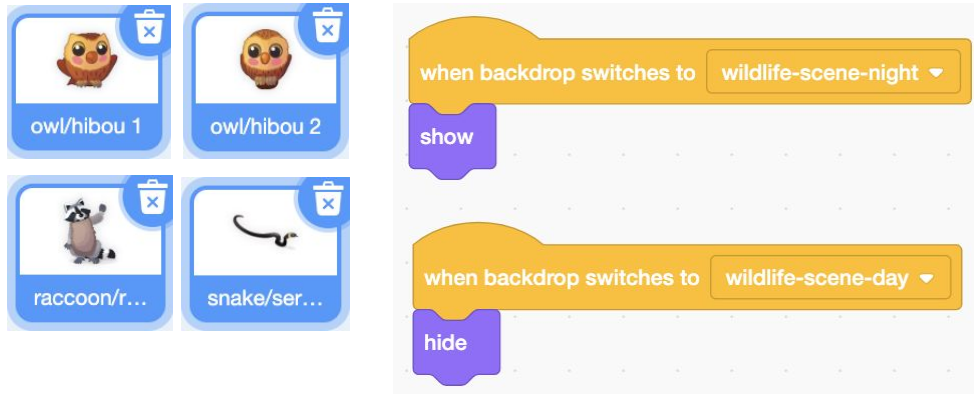 owl/hibou 1
owl/hibou 2
raccoon/r...
snake/ser...
when backdrop switches to wildlife-scene-night
show
when backdrop switches to wildlife-scene-day
hide